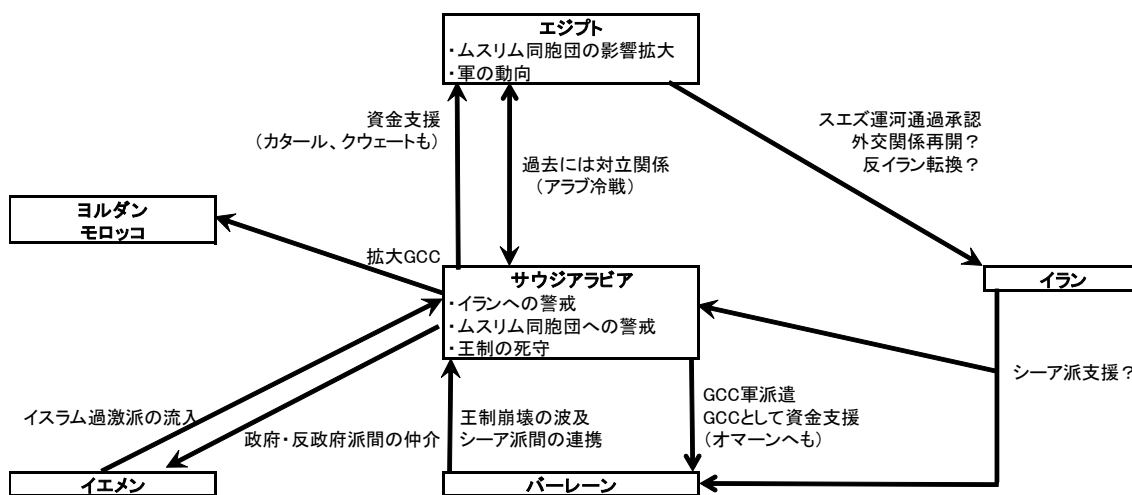 エジプト
・ムスリム同胞団の影響拡大
・軍の動向
資金支援
（カタール、クウェートも）
過去には対立関係
（アラブ冷戦）
スエズ運河通過承認
外交関係再開？
反イラン転換？
ヨルダン
モロッコ
拡大GCC
サウジアラビア
・イランへの警戒
・ムスリム同胞団への警戒
・王制の死守
イラン
シーア派支援？
イスラム過激派の流入
政府・反政府派間の仲介
王制崩壊の波及
シーア派間の連携
GCC軍派遣
GCCとして資金支援
（オマーンへも）
イエメン
バーレーン